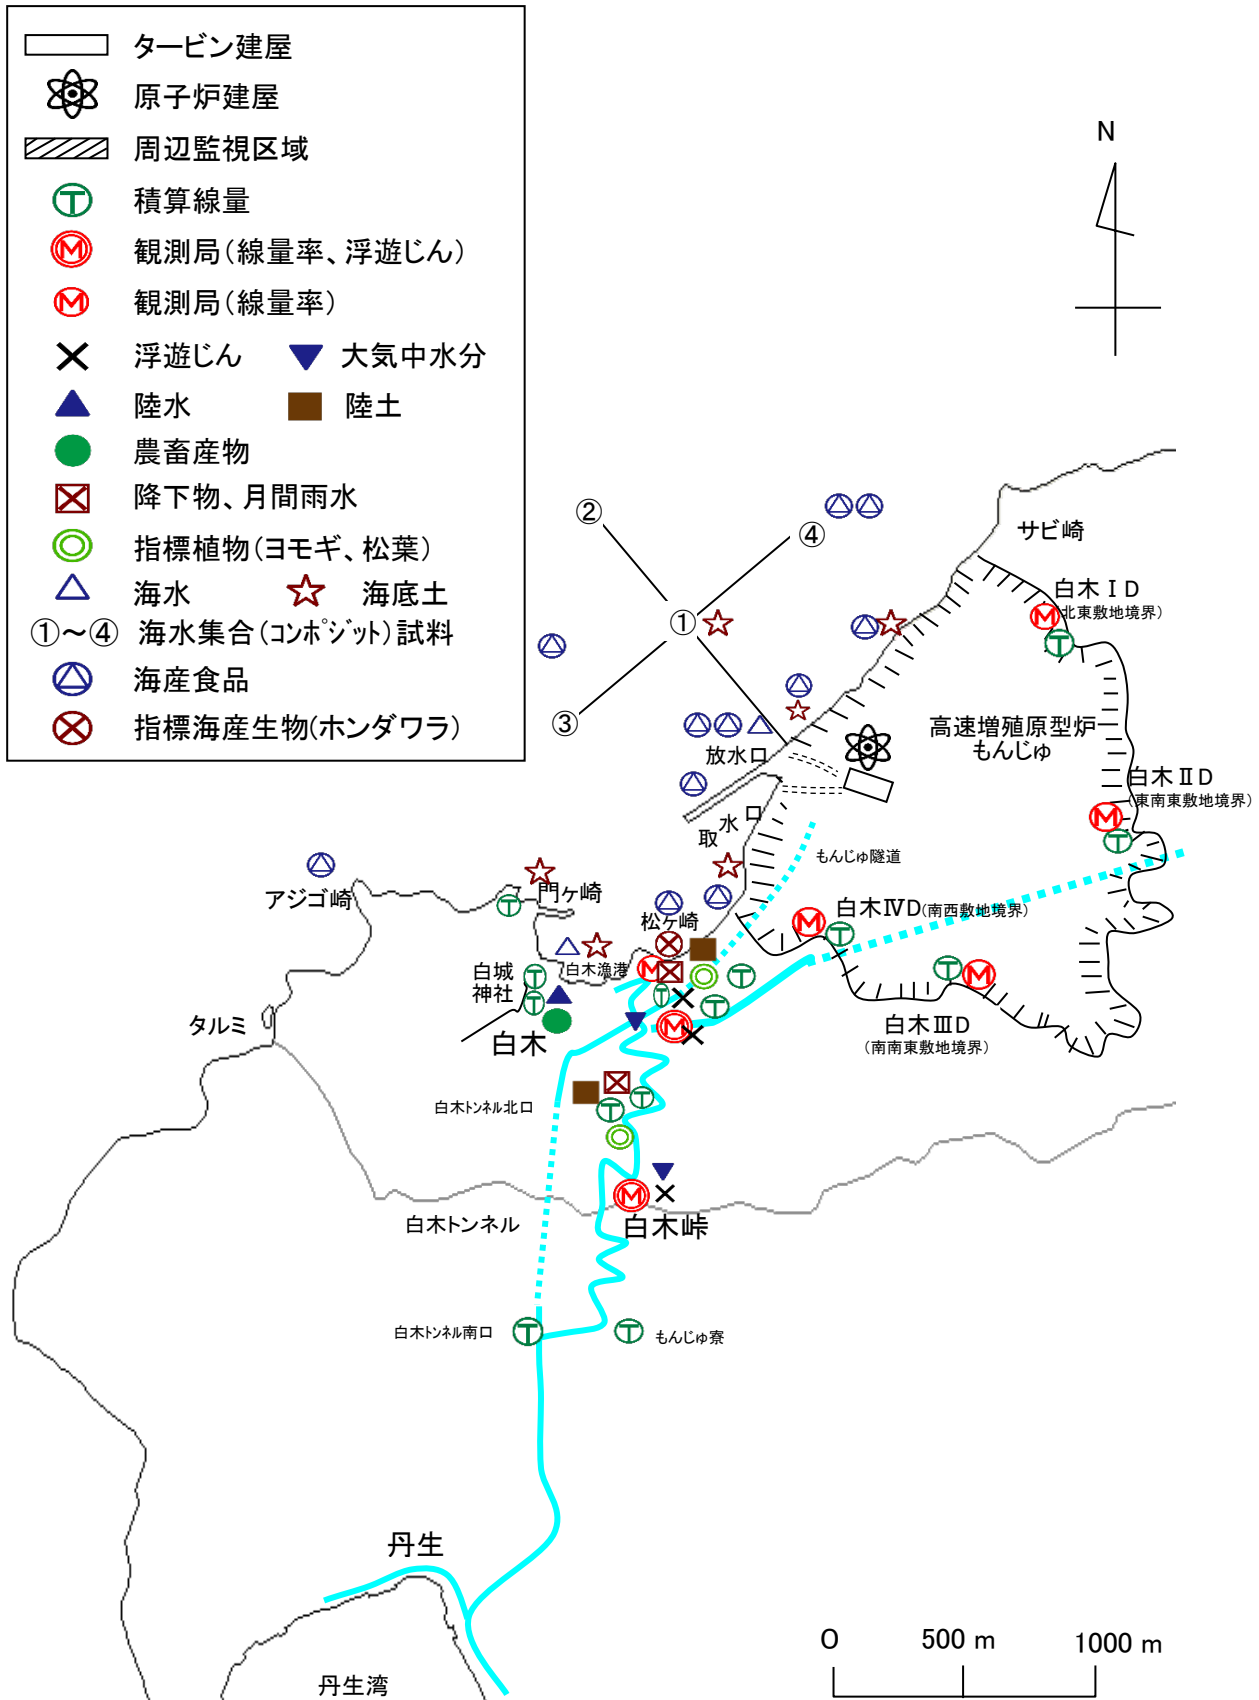 タービン建屋
原子炉建屋
周辺監視区域
T 積算線量
M 観測局(線量率、浮遊じん)
M 観測局(線量率)
浮遊じん 大気中水分
陸水 陸土
農畜産物
降下物、月間雨水
指標植物(ヨモギ、松葉)
海水 海底土
①～④ 海水集合(コンポジット)試料
海産食品
指標海産生物(ホンダワラ)
N
②
④
サビ崎
白木ⅠD
(北東敷地境界)
M
T
①
③
高速増殖原型炉
もんじゅ
放水口
白木ⅡD
(東南東敷地境界)
M
T
取水口
もんじゅ隧道
アジゴ崎
門ヶ崎
T
松ヶ崎
白木ⅣD(南西敷地境界)
M
T
白城
神社
T
T
白木漁港
M
T
T
T
M
T
M
白木ⅢD
(南南東敷地境界)
タルミ
白木
白木トンネル北口
T
T
M
白木トンネル
白木峠
白木トンネル南口
T
T
もんじゅ寮
丹生
丹生湾
0 500 m 1000 m